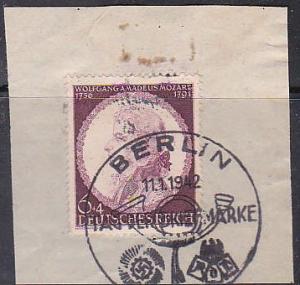 WOLFGANG AMADEUS MOZART
1756 1791
6+4
DEUTSCHES REICH
BERLIN
11.1.1942
MARKE